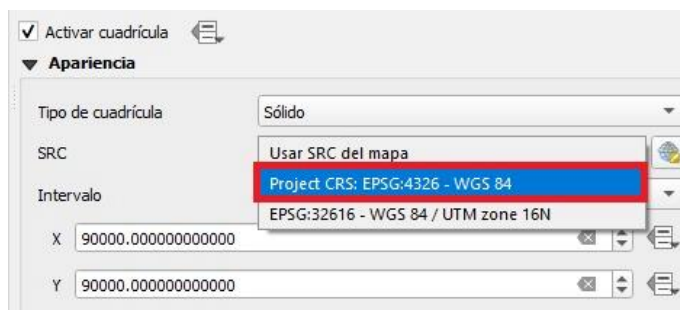 Activar cuadrícula
Apariencia
Tipo de cuadrícula Sólido
SRC Usar SRC del mapa
Project CRS: EPSG:4326 - WGS 84
Intervalo
EPSG:32616 - WGS 84 / UTM zone 16N
X 90000.000000000000
Y 90000.000000000000